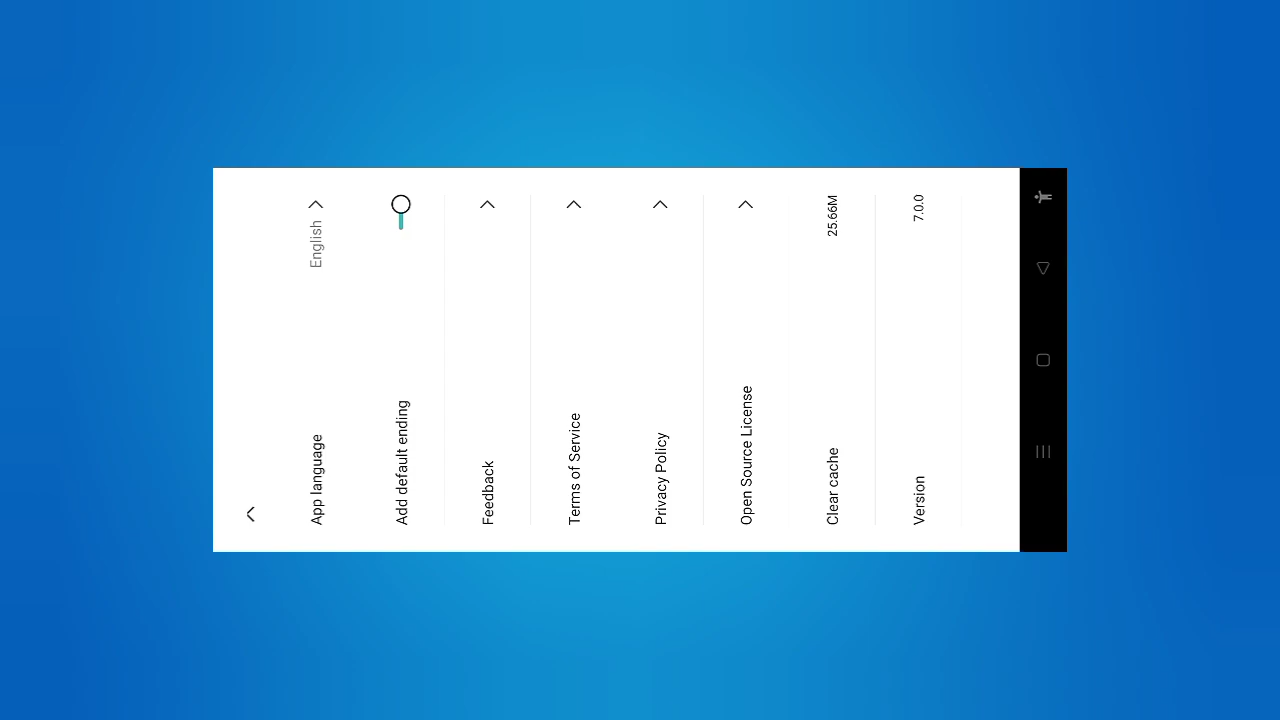 App language English
Add default ending
Feedback
Terms of Service
Privacy Policy
Open Source License
Clear cache 25.66M
Version 7.0.0